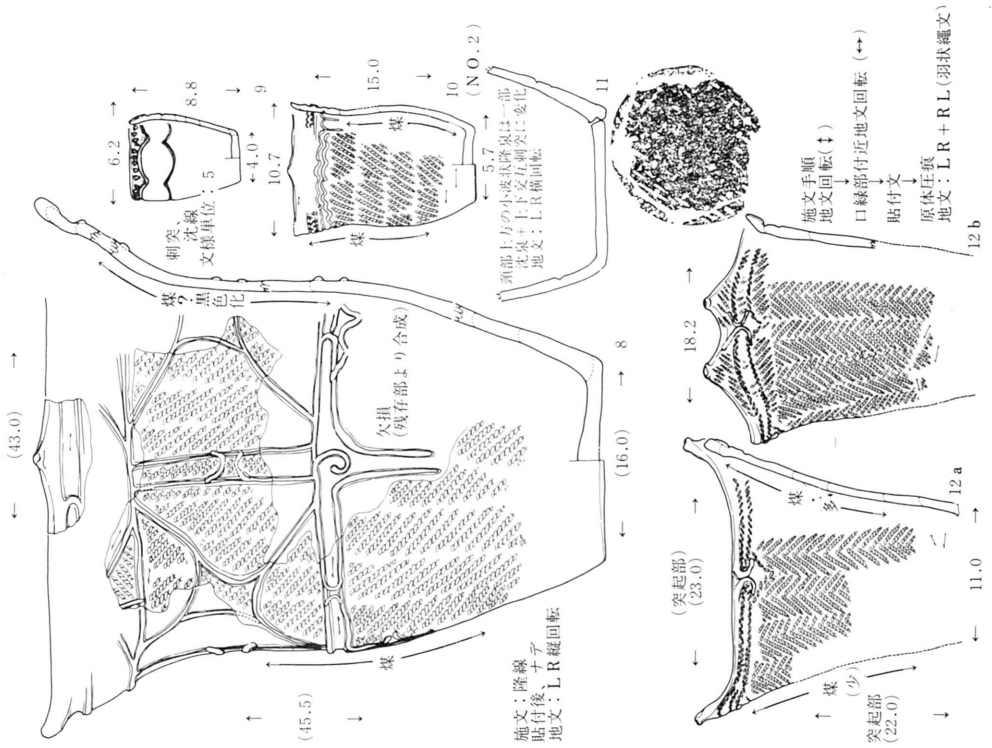 (43.0)
(45.5)
施文：隆線
貼付後、ナデ
地文：LR縦回転
煤
煤?:黒色化
欠損
(残存部より合成)
(16.0)
8
6.2
8.8
刺突、沈線
文様単位：5
4.0
9
10.7
15.0
煤
煤
5.7
10
(NO.2)
頚部上方の小波状隆泉は一部
沈泉＋上下交互刺突に変化
地文：LR横回転
11
(突起部)
(23.0)
煤
(少)
突起部
(22.0)
煤:多
11.0
12a
18.2
施文手順
地文回転(↕)
口緑部付近地文回転(↔)
貼付文
原体圧痕
地文：LR＋RL(羽状縄文)
12b